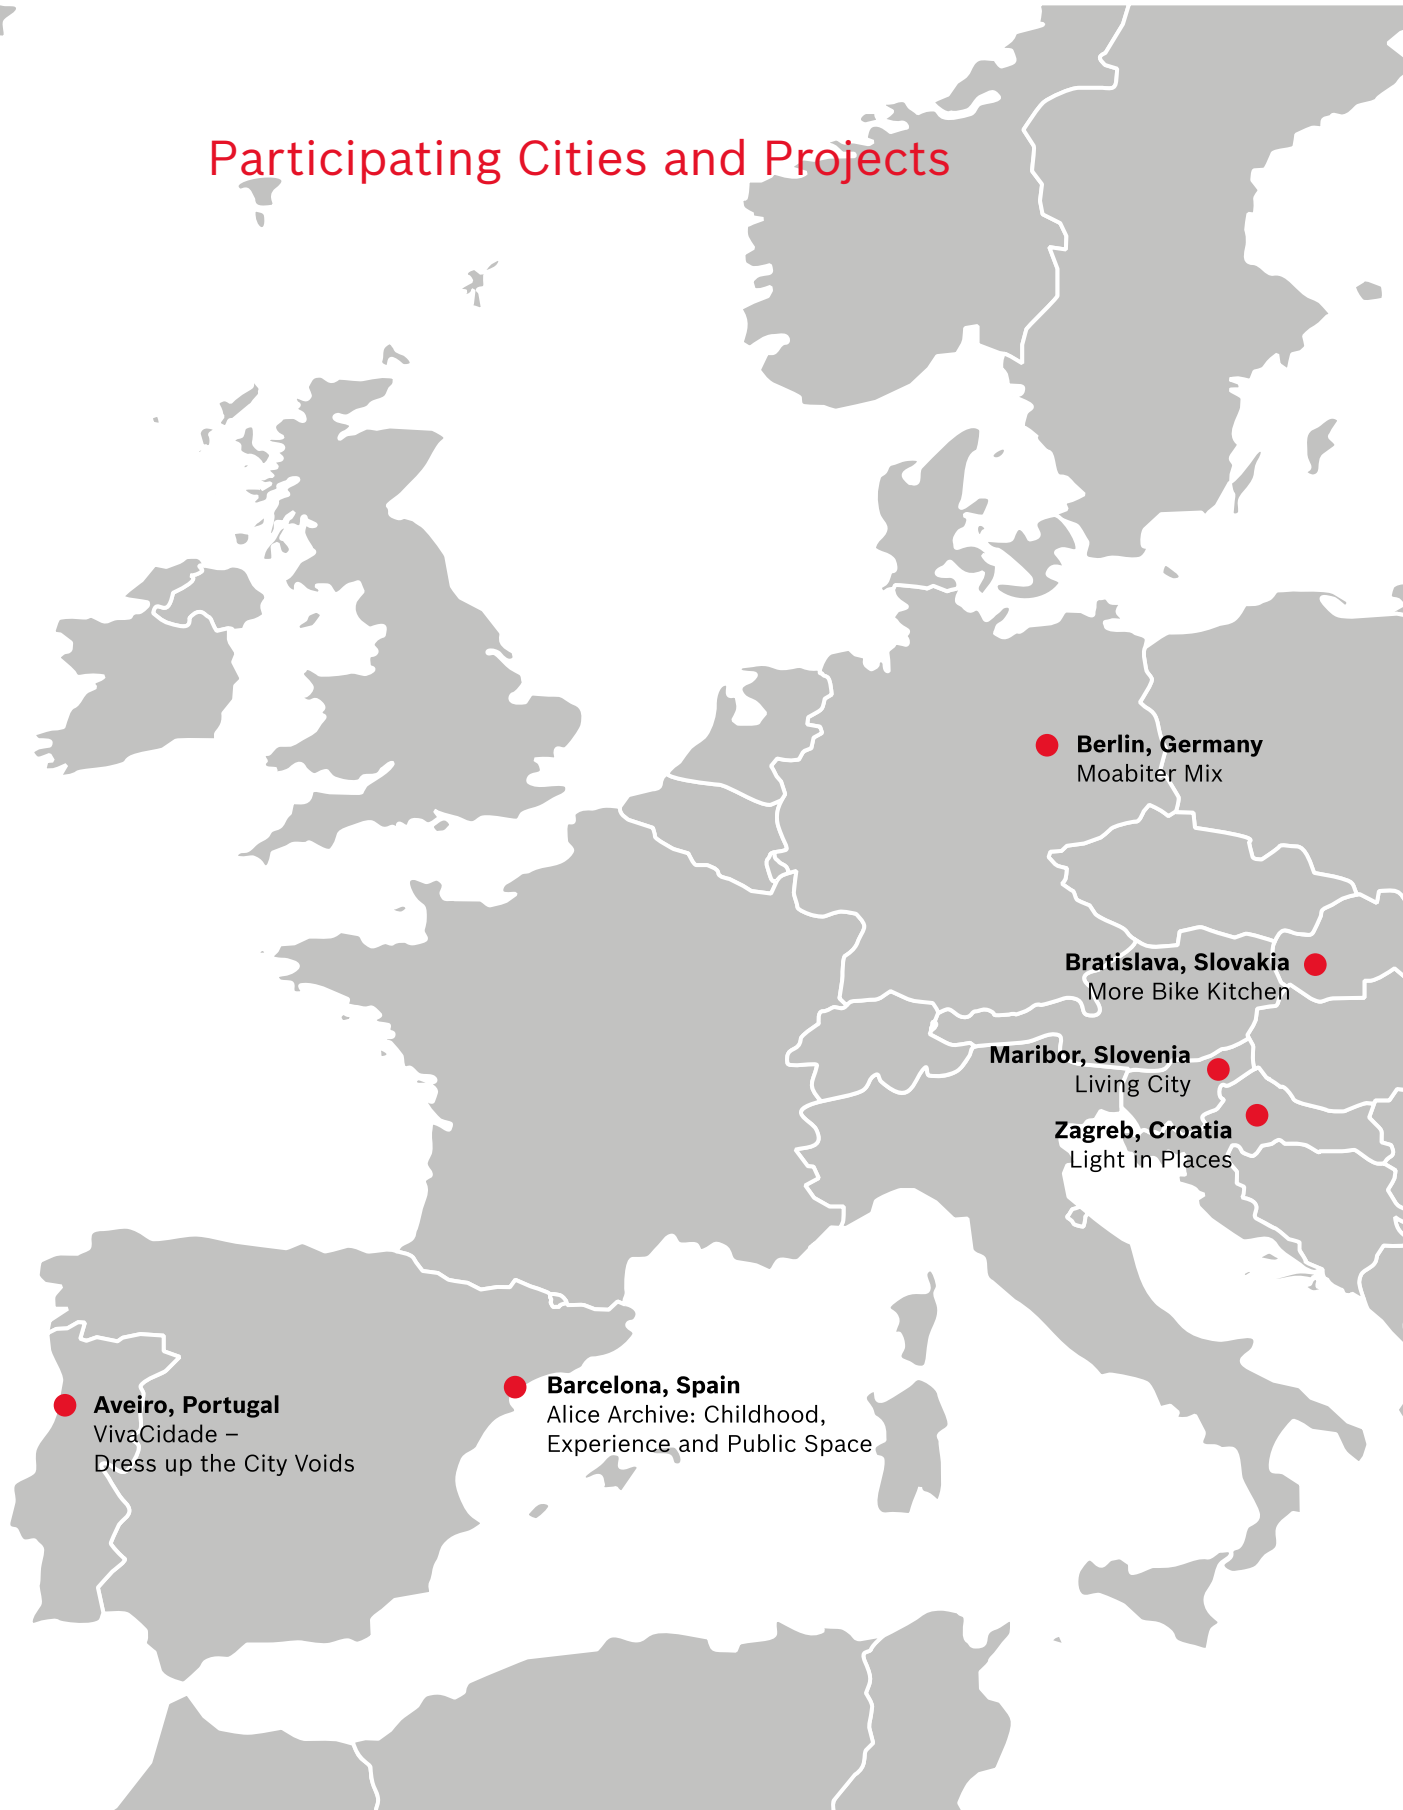 Participating Cities and Projects
Berlin, Germany
Moabiter Mix
Bratislava, Slovakia
More Bike Kitchen
Maribor, Slovenia
Living City
Zagreb, Croatia
Light in Places
Barcelona, Spain
Alice Archive: Childhood,
Experience and Public Space
Aveiro, Portugal
VivaCidade –
Dress up the City Voids